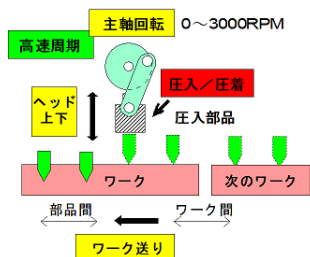 主軸回転 0～3000RPM
高速周期
圧入／圧着
ヘッド
上下
圧入部品
ワーク
次のワーク
部品間
ワーク間
ワーク送り